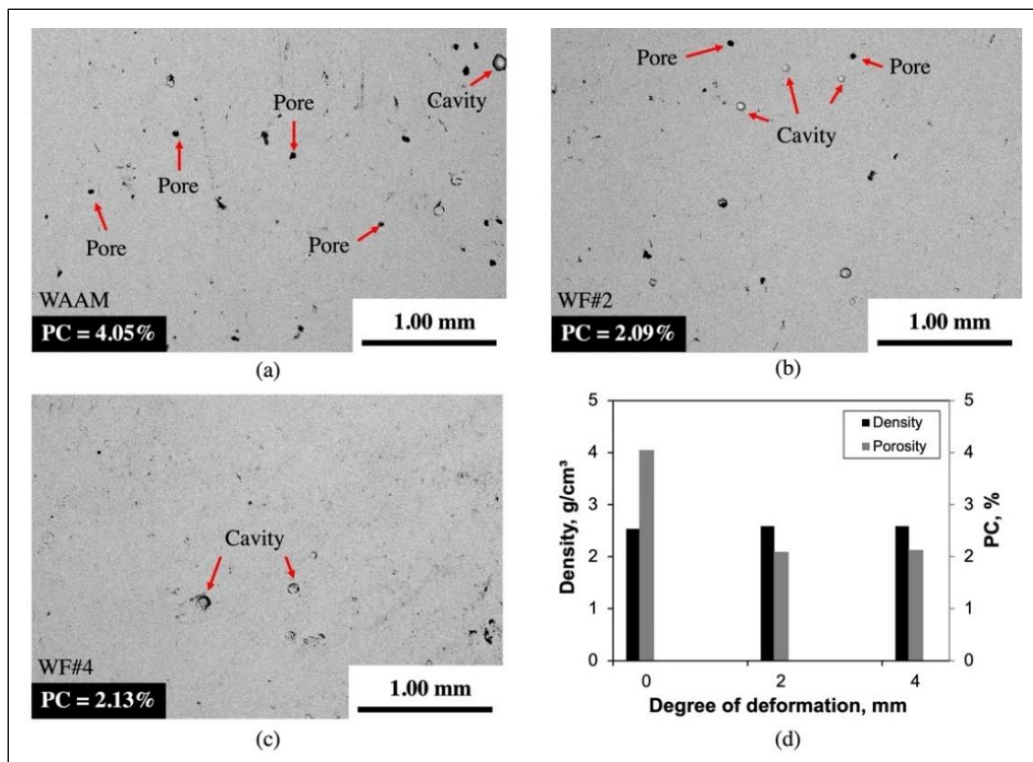 Pore
Pore
Cavity
Pore
Pore
WAAM
PC = 4.05%
1.00 mm
(a)
Pore
Pore
Cavity
WF#2
PC = 2.09%
1.00 mm
(b)
Cavity
WF#4
PC = 2.13%
1.00 mm
(c)
5
4
3
2
1
0
Density, g/cm³
Density
Porosity
5
4
3
2
1
0
PC, %
0 2 4
Degree of deformation, mm
(d)